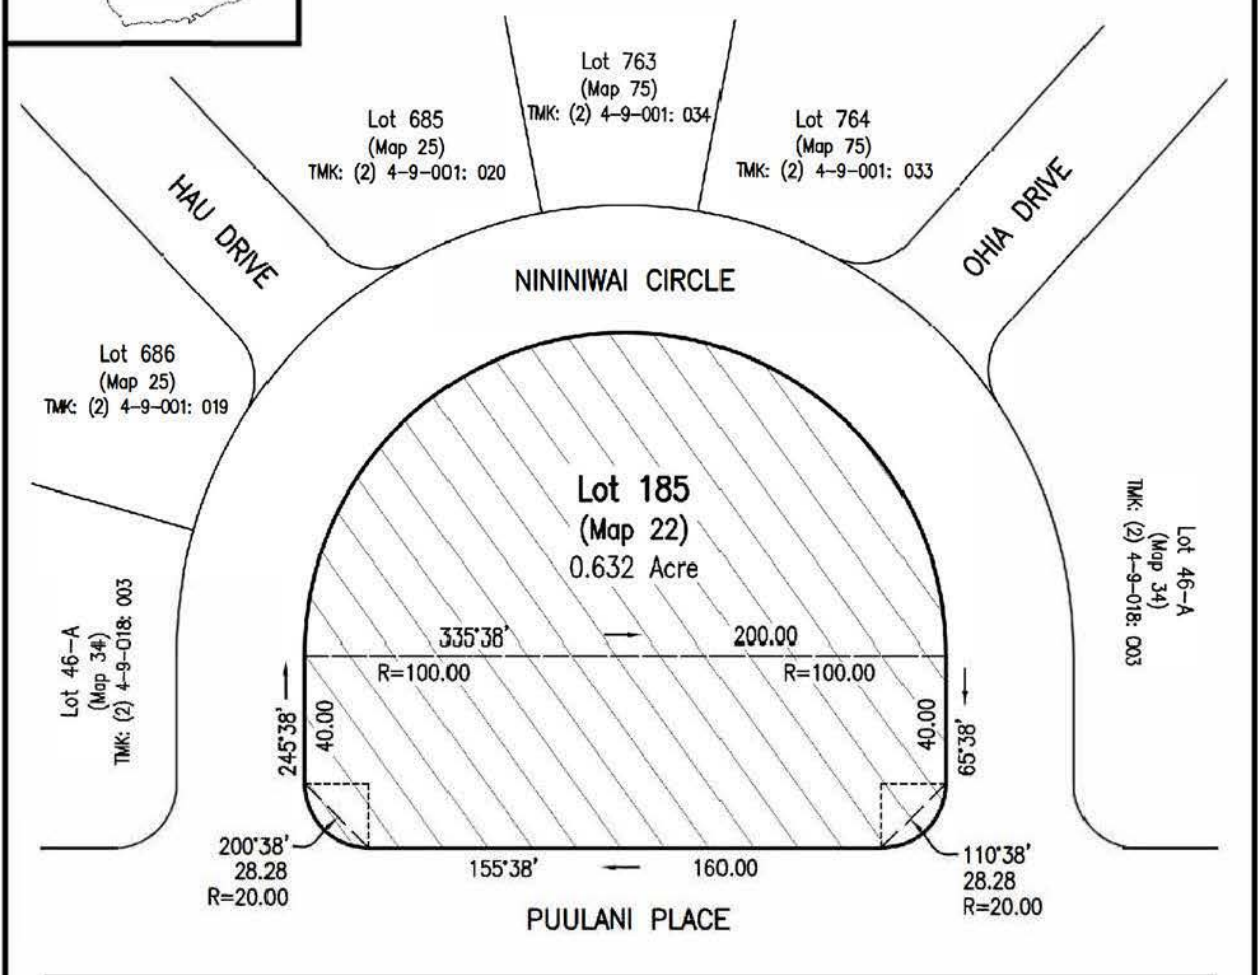 Lot 763
(Map 75)
TMK: (2) 4-9-001: 034
Lot 685
(Map 25)
TMK: (2) 4-9-001: 020
Lot 764
(Map 75)
TMK: (2) 4-9-001: 033
HAU DRIVE
OHIA DRIVE
NININIWAI CIRCLE
Lot 686
(Map 25)
TMK: (2) 4-9-001: 019
Lot 185
(Map 22)
0.632 Acre
Lot 46-A
(Map 34)
TMK: (2) 4-9-018: 003
Lot 46-A
(Map 34)
TMK: (2) 4-9-018: 003
335°38'
200.00
R=100.00
R=100.00
245°38'
40.00
40.00
65°38'
200°38'
28.28
R=20.00
155°38'
160.00
110°38'
28.28
R=20.00
PUULANI PLACE